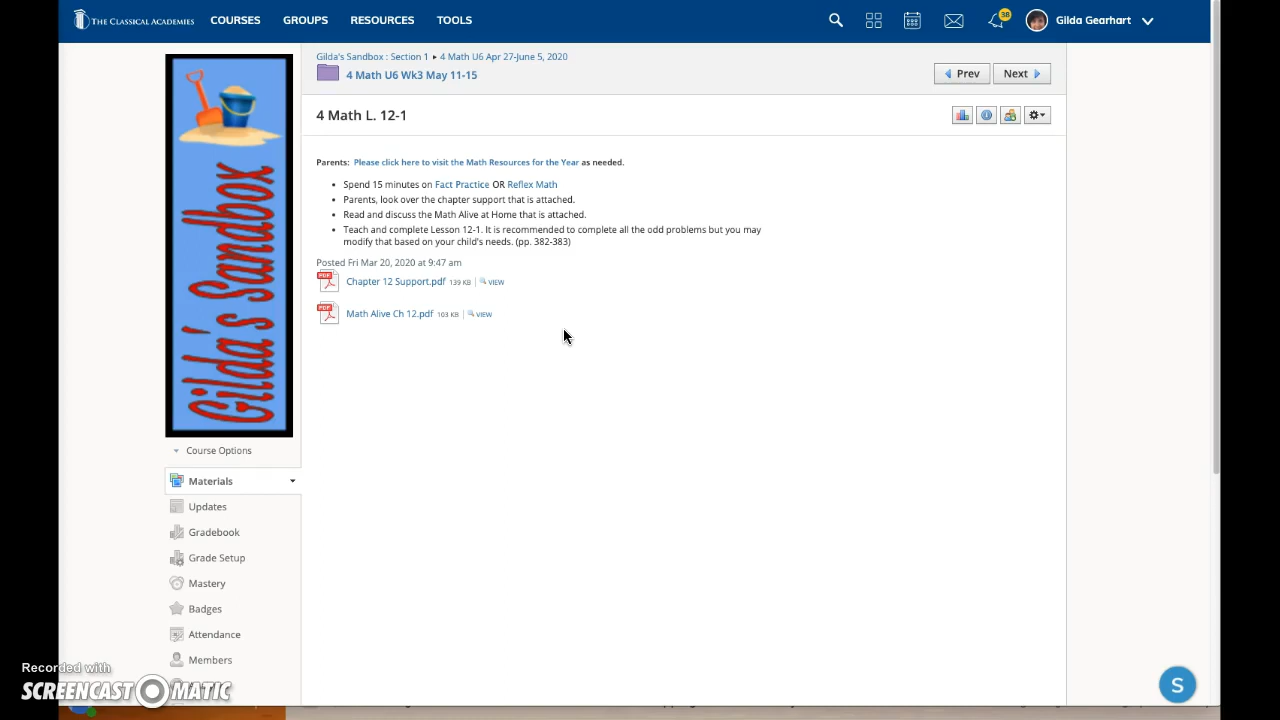 THE CLASSICAL ACADEMIES COURSES GROUPS RESOURCES TOOLS 38 Gilda Gearhart
Gilda's Sandbox : Section 1 ▸ 4 Math U6 Apr 27-June 5, 2020
4 Math U6 Wk3 May 11-15
Prev Next
4 Math L. 12-1
Parents: Please click here to visit the Math Resources for the Year as needed.
• Spend 15 minutes on Fact Practice OR Reflex Math
• Parents, look over the chapter support that is attached.
• Read and discuss the Math Alive at Home that is attached.
• Teach and complete Lesson 12-1. It is recommended to complete all the odd problems but you may
modify that based on your child's needs. (pp. 382-383)
Posted Fri Mar 20, 2020 at 9:47 am
PDF Chapter 12 Support.pdf 139 KB | VIEW
PDF Math Alive Ch 12.pdf 103 KB | VIEW
Gilda's Sandbox
Course Options
Materials
Updates
Gradebook
Grade Setup
Mastery
Badges
Attendance
Members
Recorded with
SCREENCAST-O-MATIC
S